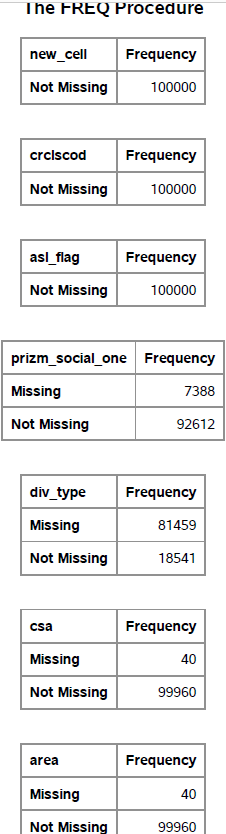 The FREQ Procedure
new_cell Frequency
Not Missing 100000
crclscod Frequency
Not Missing 100000
asl_flag Frequency
Not Missing 100000
prizm_social_one Frequency
Missing 7388
Not Missing 92612
div_type Frequency
Missing 81459
Not Missing 18541
csa Frequency
Missing 40
Not Missing 99960
area Frequency
Missing 40
Not Missing 99960